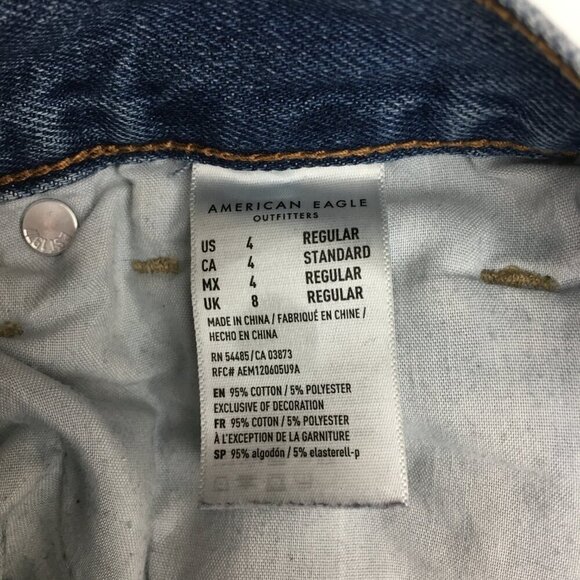 AMERICAN EAGLE
OUTFITTERS
US 4 REGULAR
CA 4 STANDARD
MX 4 REGULAR
UK 8 REGULAR
MADE IN CHINA / FABRIQUÉ EN CHINE /
HECHO EN CHINA
RN 54485/CA 03873
RFC# AEM120605U9A
EN 95% COTTON / 5% POLYESTER
EXCLUSIVE OF DECORATION
FR 95% COTON / 5% POLYESTER
À L'EXCEPTION DE LA GARNITURE
SP 95% algodón / 5% elasterell-p